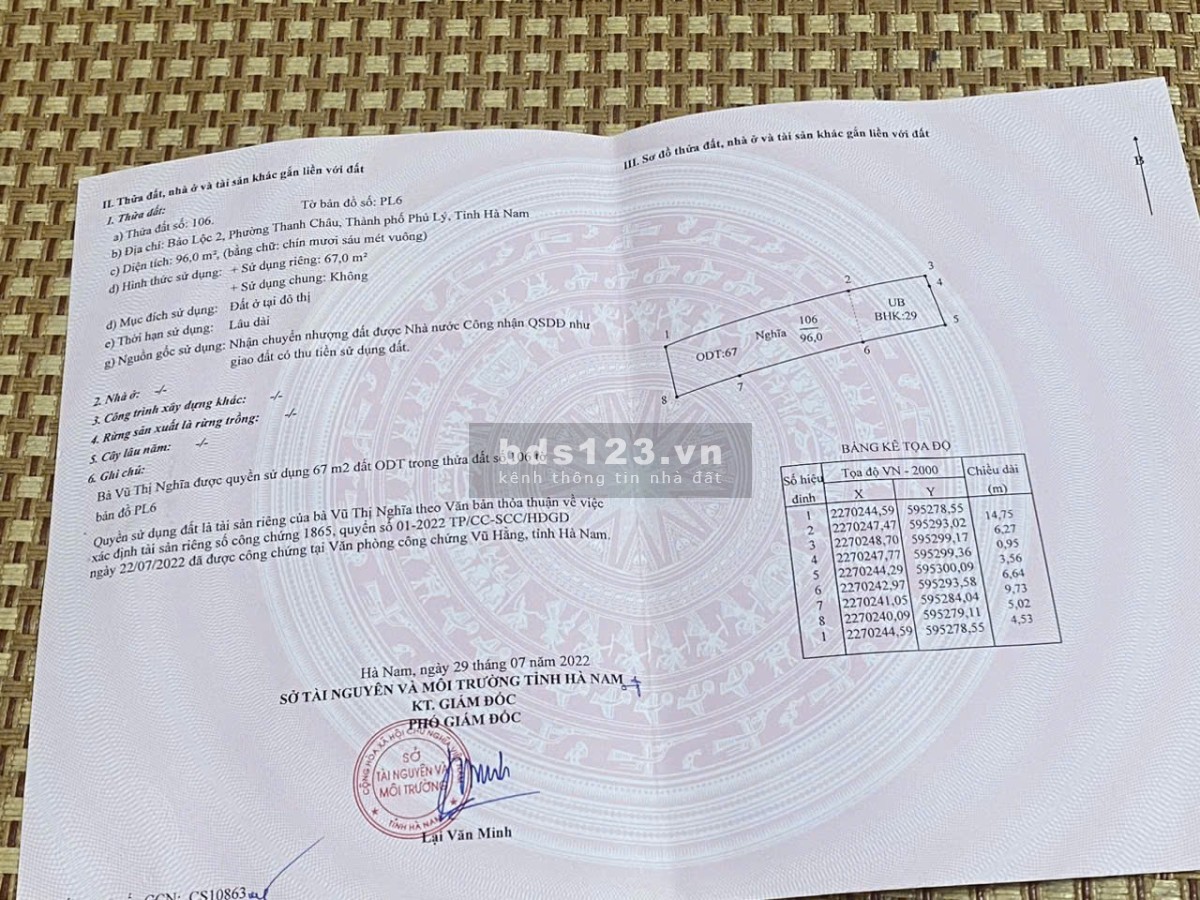 II. Thửa đất, nhà ở và tài sản khác gắn liền với đất
1. Thửa đất:
a) Thửa đất số: 106. Tờ bản đồ số: PL6
b) Địa chỉ: Bảo Lộc 2, Phường Thanh Châu, Thành phố Phủ Lý, Tỉnh Hà Nam
c) Diện tích: 96,0 m², (bằng chữ: chín mươi sáu mét vuông)
d) Hình thức sử dụng: + Sử dụng riêng: 67,0 m²
+ Sử dụng chung: Không
đ) Mục đích sử dụng: Đất ở tại đô thị
e) Thời hạn sử dụng: Lâu dài
g) Nguồn gốc sử dụng: Nhận chuyển nhượng đất được Nhà nước Công nhận QSDĐ như
giao đất có thu tiền sử dụng đất.
2. Nhà ở: -/-
3. Công trình xây dựng khác: -/-
4. Rừng sản xuất là rừng trồng: -/-
5. Cây lâu năm: -/-
6. Ghi chú:
Bà Vũ Thị Nghĩa được quyền sử dụng 67 m2 đất ODT trong thửa đất số 106 tờ
bản đồ PL6
Quyền sử dụng đất là tài sản riêng của bà Vũ Thị Nghĩa theo Văn bản thỏa thuận về việc
xác định tài sản riêng số công chứng 1865, quyển số 01-2022 TP/CC-SCC/HDGD
ngày 22/07/2022 đã được công chứng tại Văn phòng công chứng Vũ Hằng, tỉnh Hà Nam.
Hà Nam, ngày 29 tháng 07 năm 2022
SỞ TÀI NGUYÊN VÀ MÔI TRƯỜNG TỈNH HÀ NAM
KT. GIÁM ĐỐC
PHÓ GIÁM ĐỐC
CỘNG HÒA XÃ HỘI CHỦ NGHĨA VIỆT NAM
SỞ
TÀI NGUYÊN VÀ
MÔI TRƯỜNG
TỈNH HÀ NAM
Lại Văn Minh
GCN: CS10863
III. Sơ đồ thửa đất, nhà ở và tài sản khác gắn liền với đất
B
1
2
3
4
5
6
7
8
ODT:67
Nghĩa
106
96,0
UB
BHK:29
bds123.vn
kênh thông tin nhà đất
BẢNG KÊ TỌA ĐỘ
Số hiệu đỉnh Tọa độ VN - 2000 Chiều dài (m)
X Y
1 2270244,59 595278,55
14,75
2 2270247,47 595293,02
6,27
3 2270248,70 595299,17
0,95
4 2270247,77 595299,36
3,56
5 2270244,29 595300,09
6,64
6 2270242,97 595293,58
9,73
7 2270241,05 595284,04
5,02
8 2270240,09 595279,11
4,53
1 2270244,59 595278,55